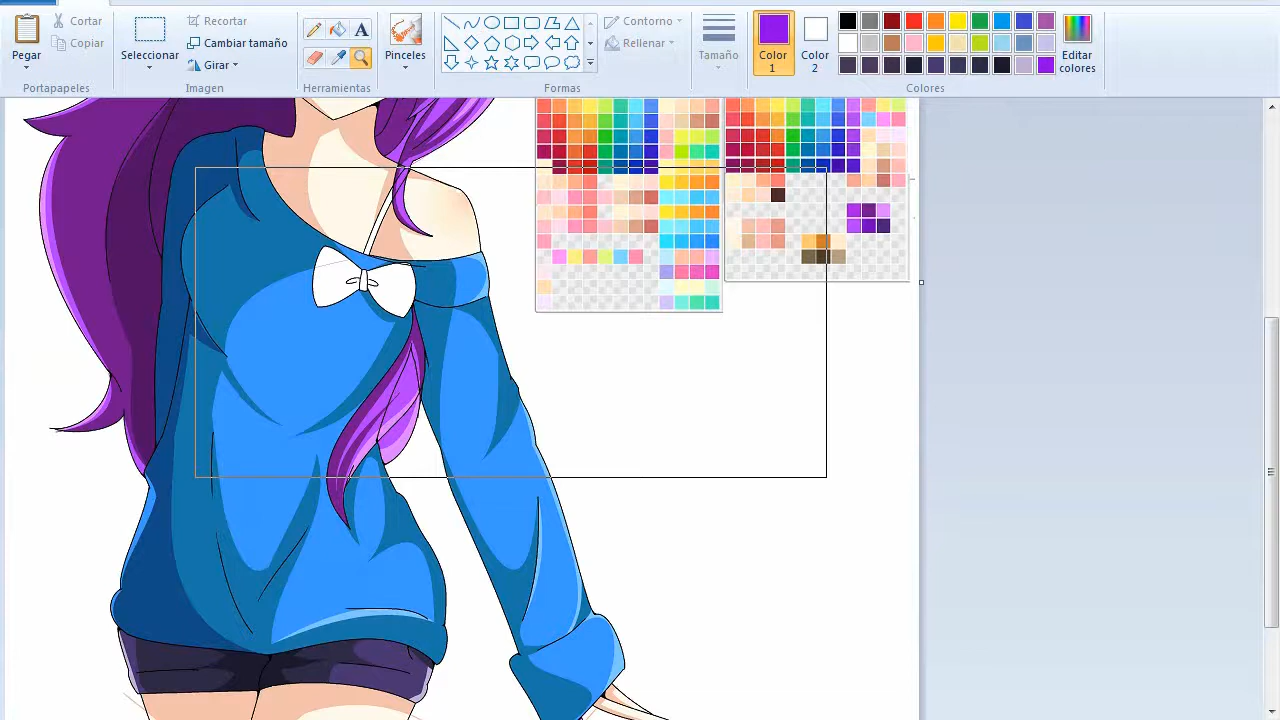 Pegar
Cortar
Copiar
Portapapeles
Seleccionar
Recortar
Cambiar tamaño
Girar
Imagen
A
Herramientas
Pinceles
Contorno
Rellenar
Formas
Tamaño
Color
1
Color
2
Editar
colores
Colores